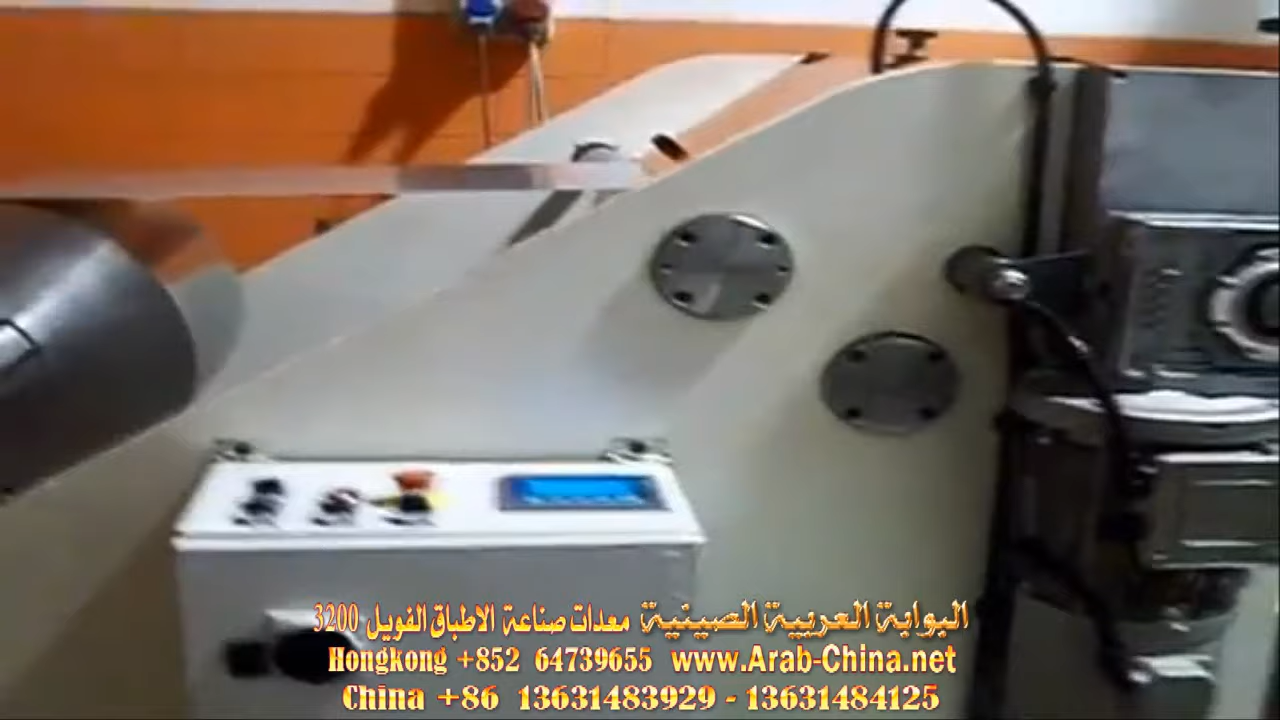 البوابة العربية الصينية معدات صناعة الاطباق الفويل 3200
Hongkong +852 64739655 www.Arab-China.net
China +86 13631483929 - 13631484125